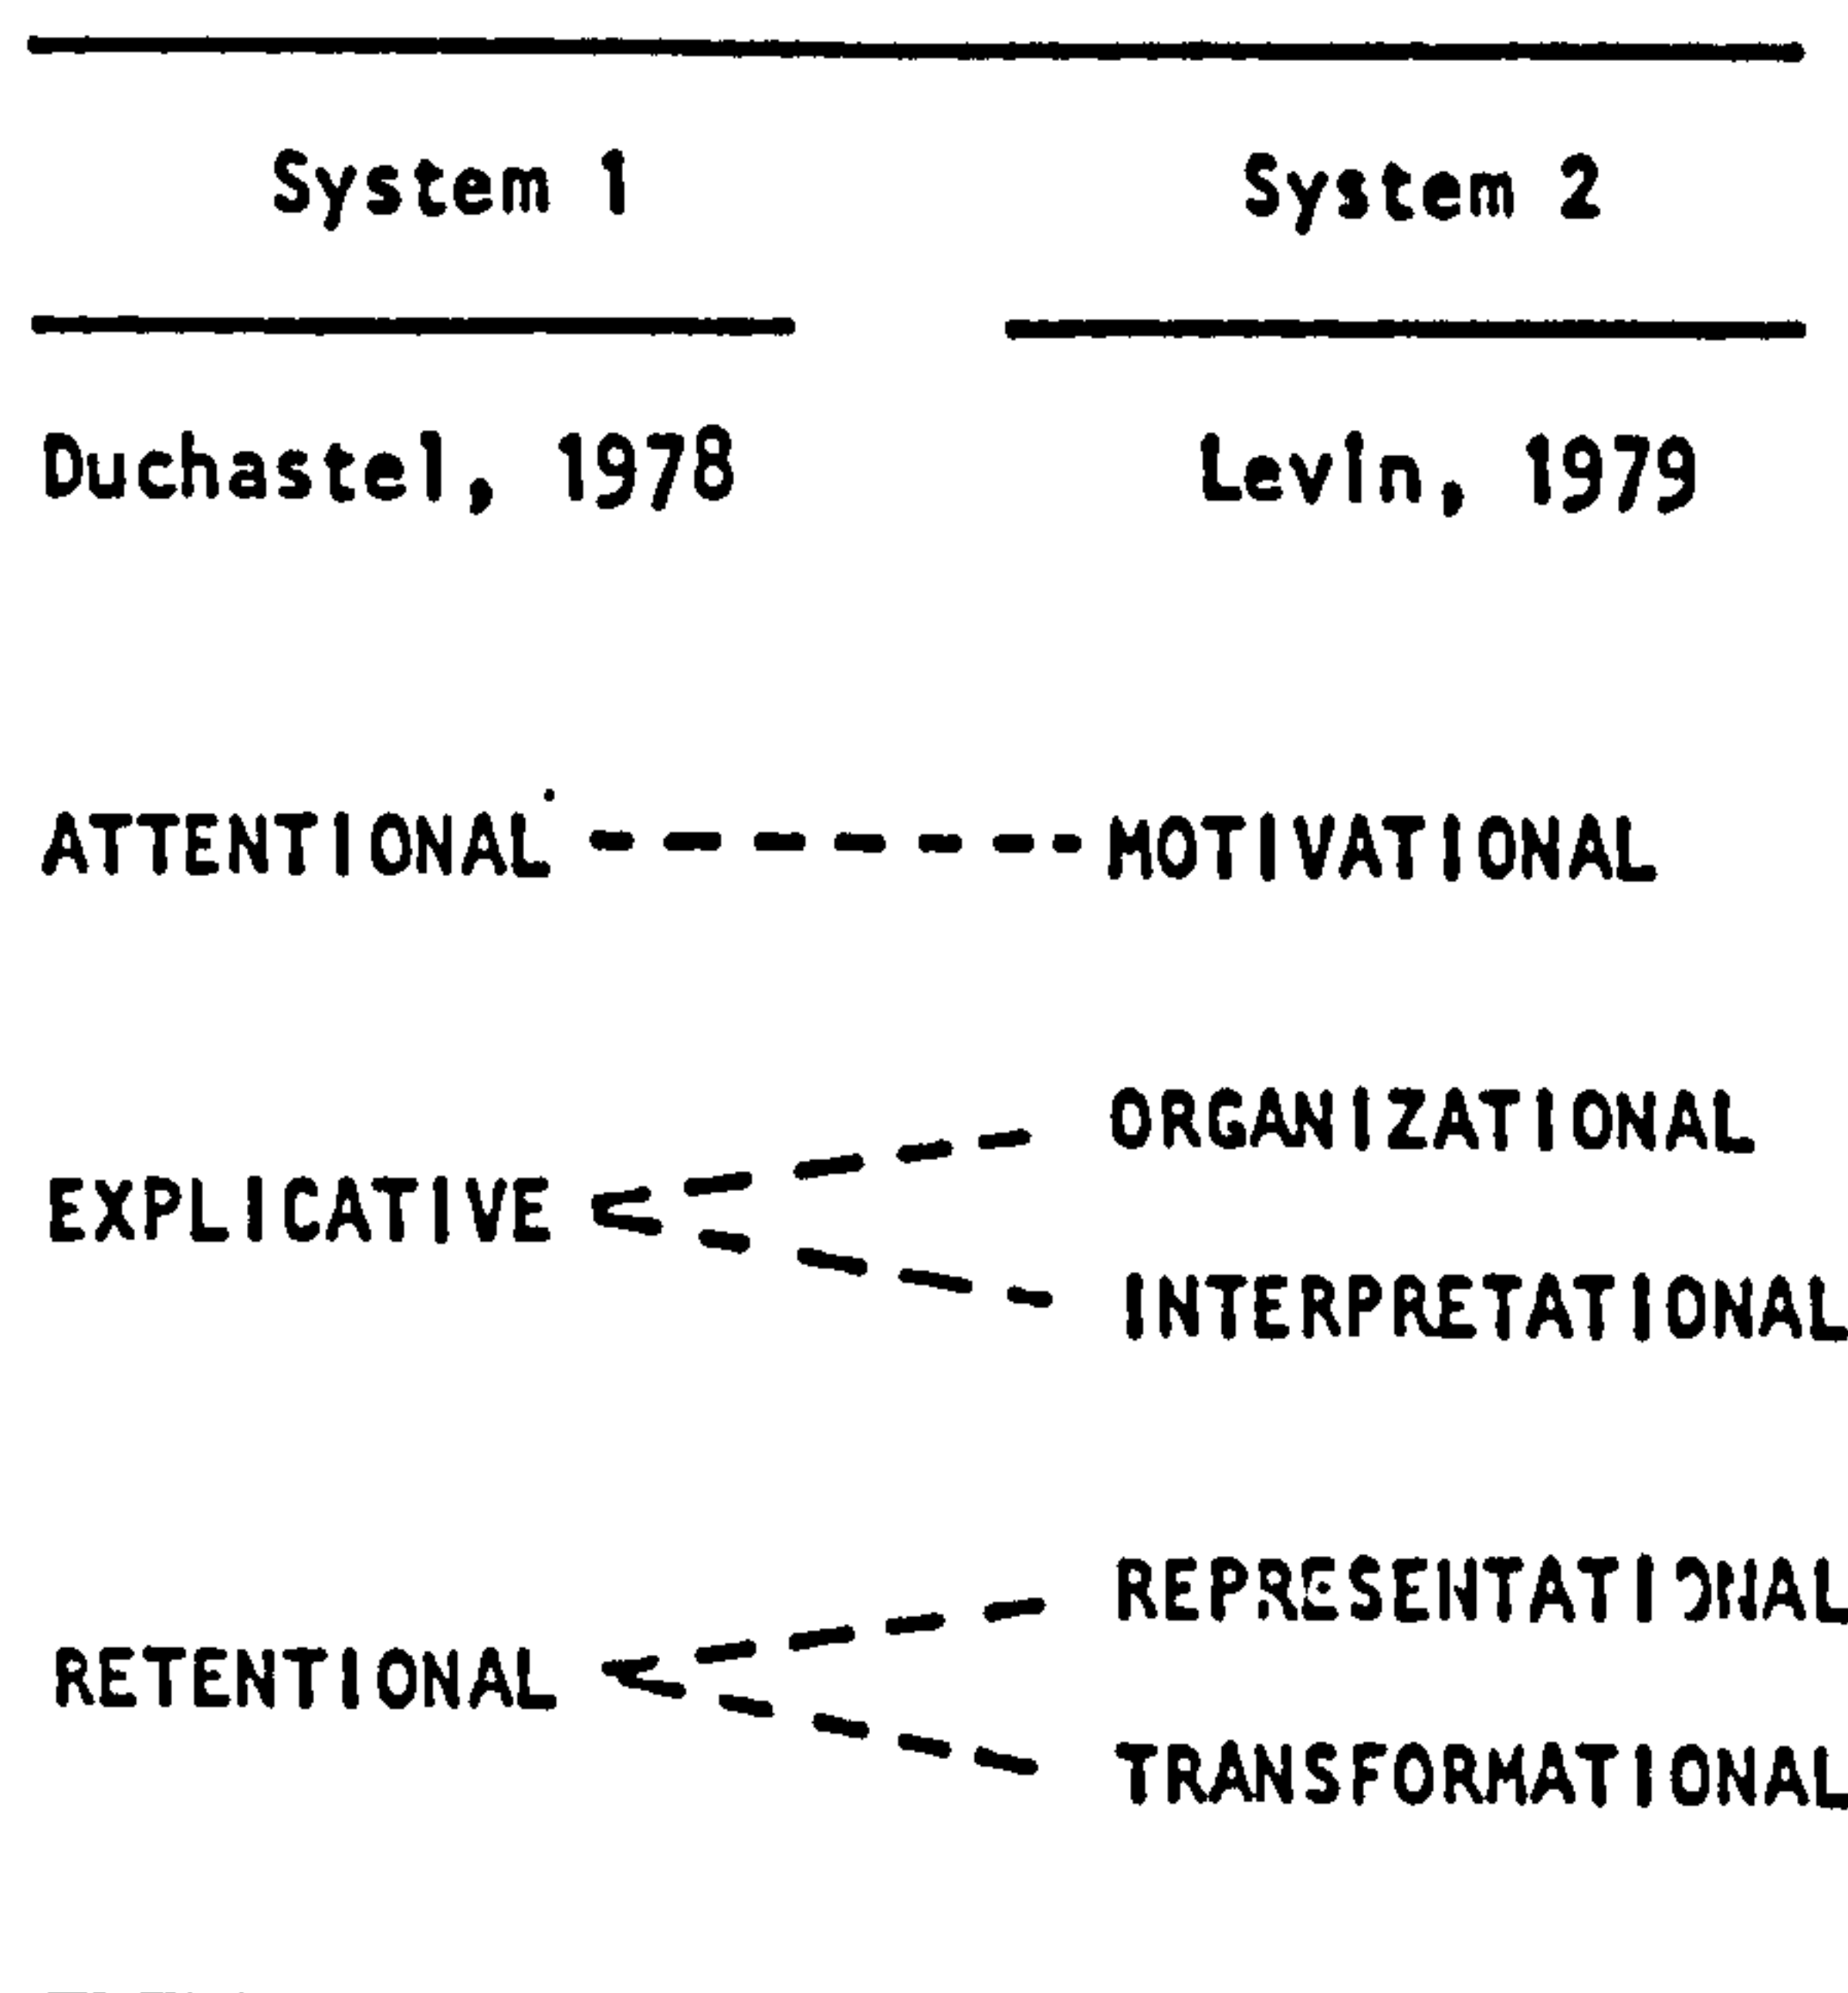 System 1 System 2
Duchastel, 1978 Levin, 1979
ATTENTIONAL MOTIVATIONAL
ORGANIZATIONAL
EXPLICATIVE
INTERPRETATIONAL
REPRESENTATIONAL
RETENTIONAL
TRANSFORMATIONAL